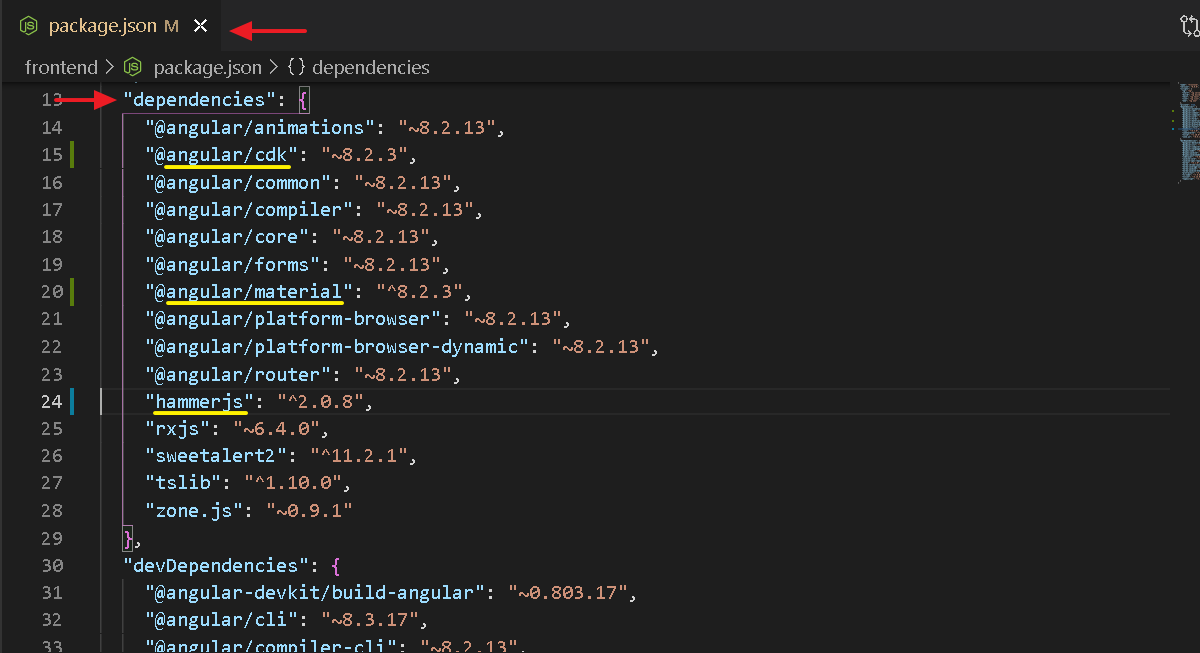 JS package.json M ×
frontend > JS package.json > {} dependencies
13 "dependencies": {
14 "@angular/animations": "~8.2.13",
15 "@angular/cdk": "~8.2.3",
16 "@angular/common": "~8.2.13",
17 "@angular/compiler": "~8.2.13",
18 "@angular/core": "~8.2.13",
19 "@angular/forms": "~8.2.13",
20 "@angular/material": "^8.2.3",
21 "@angular/platform-browser": "~8.2.13",
22 "@angular/platform-browser-dynamic": "~8.2.13",
23 "@angular/router": "~8.2.13",
24 "hammerjs": "^2.0.8",
25 "rxjs": "~6.4.0",
26 "sweetalert2": "^11.2.1",
27 "tslib": "^1.10.0",
28 "zone.js": "~0.9.1"
29 },
30 "devDependencies": {
31 "@angular-devkit/build-angular": "~0.803.17",
32 "@angular/cli": "~8.3.17",
33 "@angular/compiler-cli": "~8.2.13",